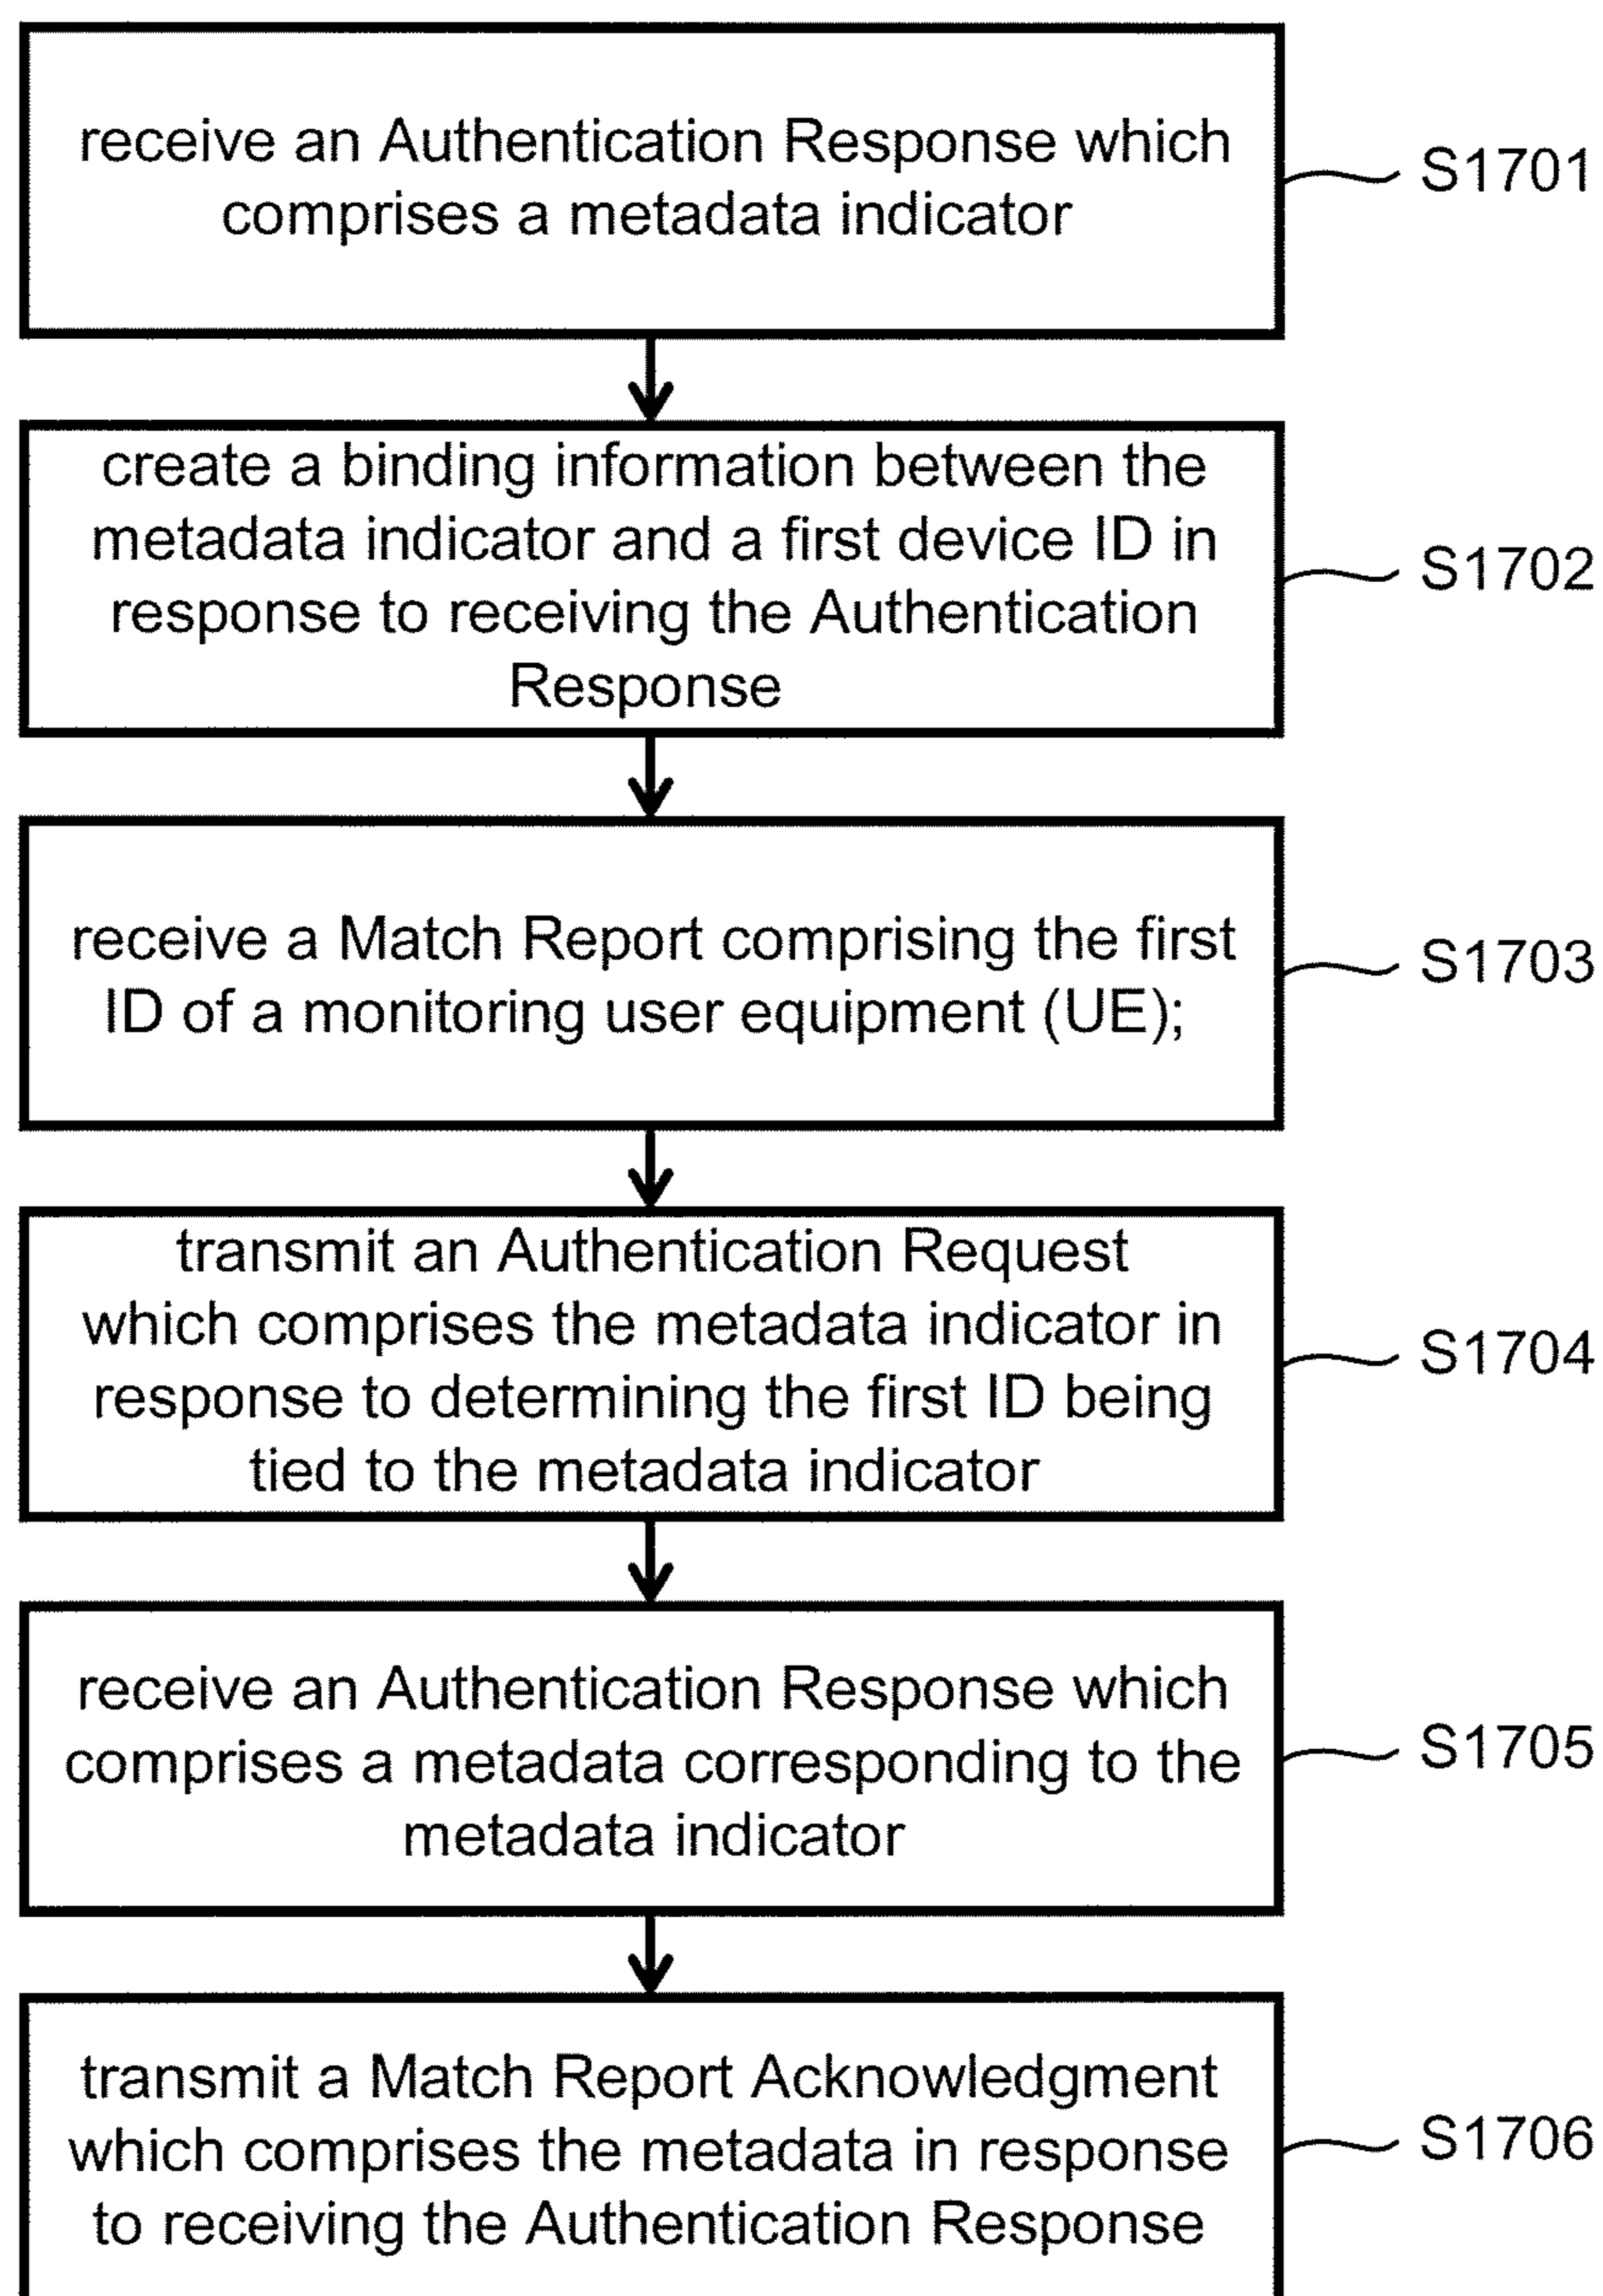 receive an Authentication Response which
comprises a metadata indicator
S1701
create a binding information between the
metadata indicator and a first device ID in
response to receiving the Authentication
Response
S1702
receive a Match Report comprising the first
ID of a monitoring user equipment (UE);
S1703
transmit an Authentication Request
which comprises the metadata indicator in
response to determining the first ID being
tied to the metadata indicator
S1704
receive an Authentication Response which
comprises a metadata corresponding to the
metadata indicator
S1705
transmit a Match Report Acknowledgment
which comprises the metadata in response
to receiving the Authentication Response
S1706